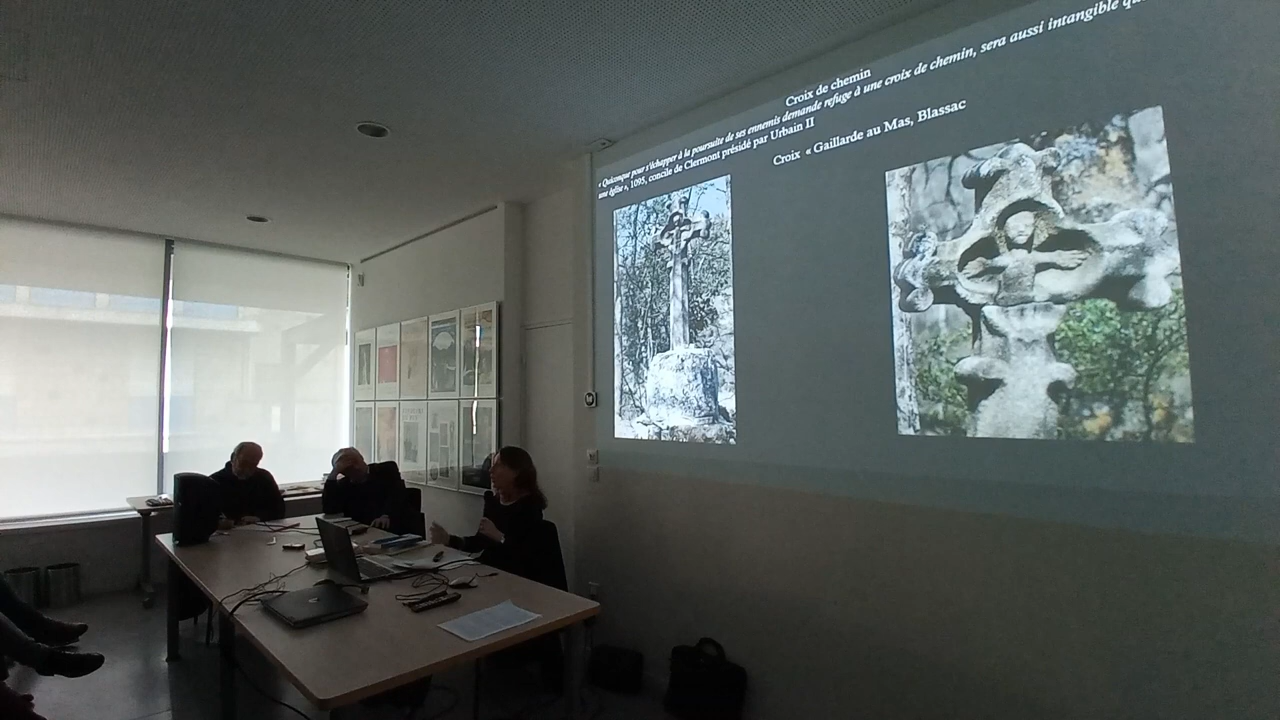 Croix de chemin
« Quiconque pour s'échapper à la poursuite de ses ennemis demande refuge à une croix de chemin, sera aussi intangible
une église », 1095, concile de Clermont présidé par Urbain II
Croix « Gaillarde au Mas, Blassac